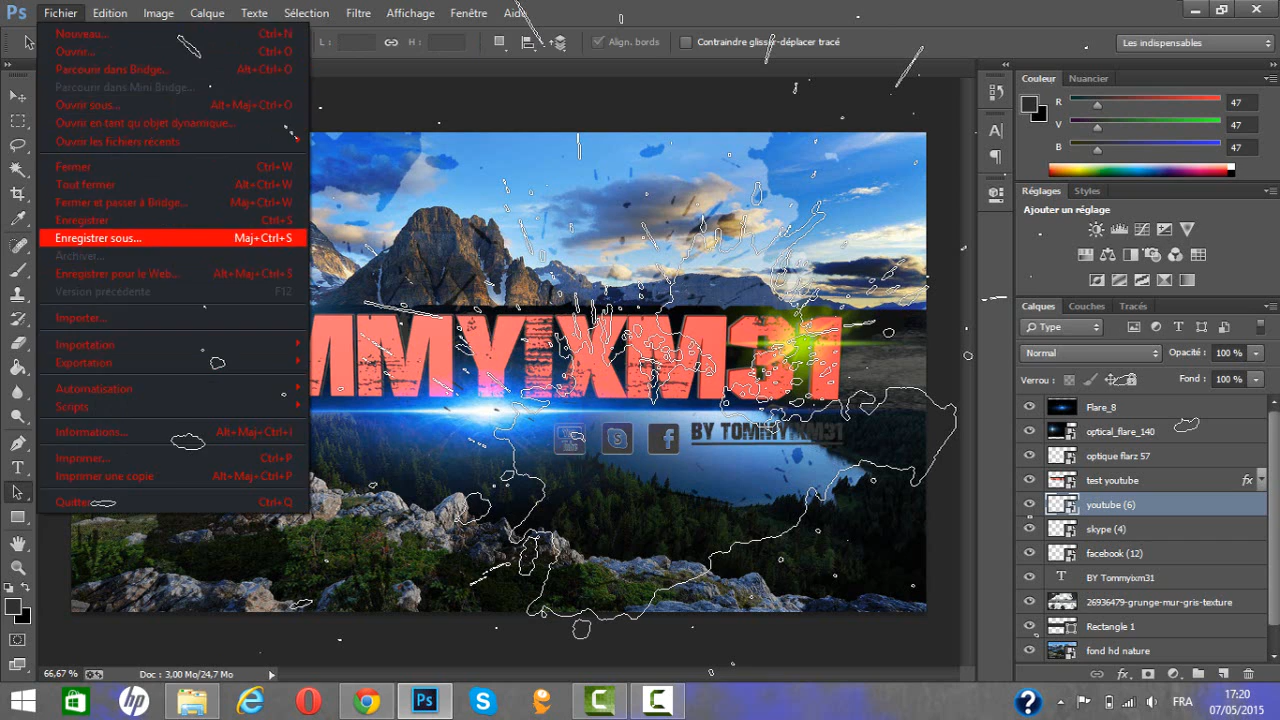 Ps Fichier Edition Image Calque Texte Sélection Filtre Affichage Fenêtre Aide
L : H : Align. bords Contraindre glisser-déplacer tracé Les indispensables
Nouveau... Ctrl+N
Ouvrir... Ctrl+O
Parcourir dans Bridge... Alt+Ctrl+O
Parcourir dans Mini Bridge...
Ouvrir sous... Alt+Maj+Ctrl+O
Ouvrir en tant qu'objet dynamique...
Ouvrir les fichiers récents
Fermer Ctrl+W
Tout fermer Alt+Ctrl+W
Fermer et passer à Bridge... Maj+Ctrl+W
Enregistrer Ctrl+S
Enregistrer sous... Maj+Ctrl+S
Archiver...
Enregistrer pour le Web... Alt+Maj+Ctrl+S
Version précédente F12
Importer...
Importation
Exportation
Automatisation
Scripts
Informations... Alt+Maj+Ctrl+I
Imprimer... Ctrl+P
Imprimer une copie Alt+Maj+Ctrl+P
Quitter Ctrl+Q
MMYIXM31
BY TOMMYIXM31
Couleur Nuancier
R 47
V 47
B 47
Réglages Styles
Ajouter un réglage
Calques Couches Tracés
Type
Normal Opacité : 100 %
Verrou : Fond : 100 %
Flare_8
optical_flare_140
optique flarz 57
test youtube fx
youtube (6)
skype (4)
facebook (12)
T BY Tommyixm31
26936479-grunge-mur-gris-texture
Rectangle 1
fond hd nature
66,67 % Doc : 3,00 Mo/24,7 Mo
hp Ps FR 17:20
07/05/2015